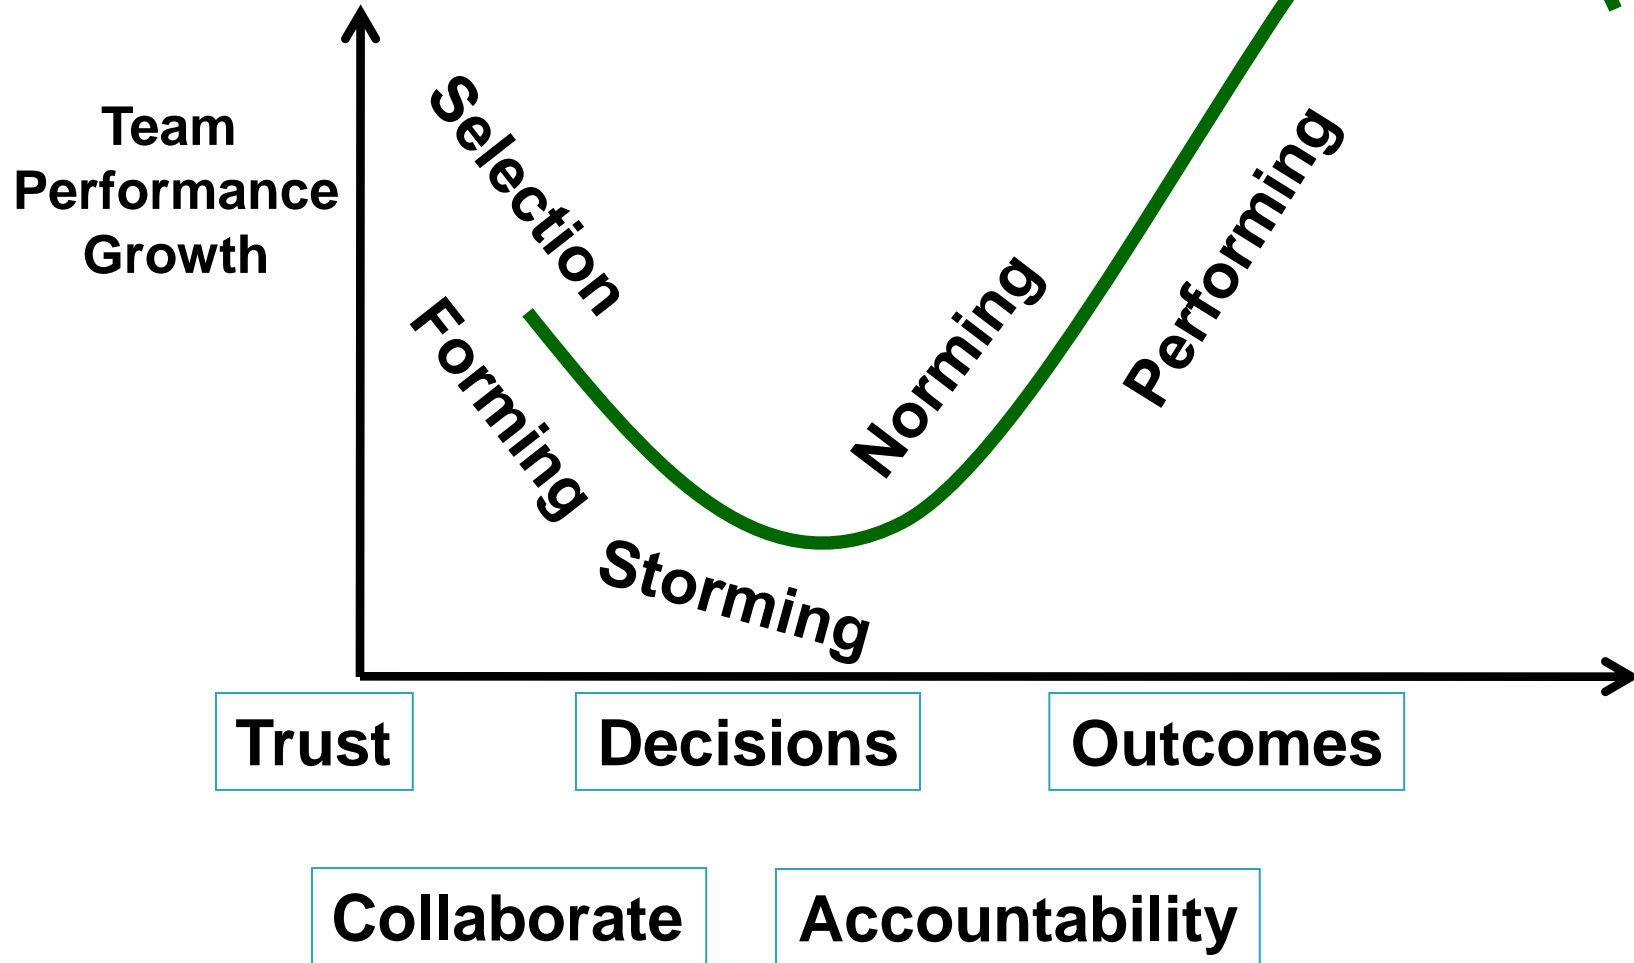 Team
Performance
Growth
Selection
Forming
Storming
Norming
Performing
Trust
Decisions
Outcomes
Collaborate
Accountability